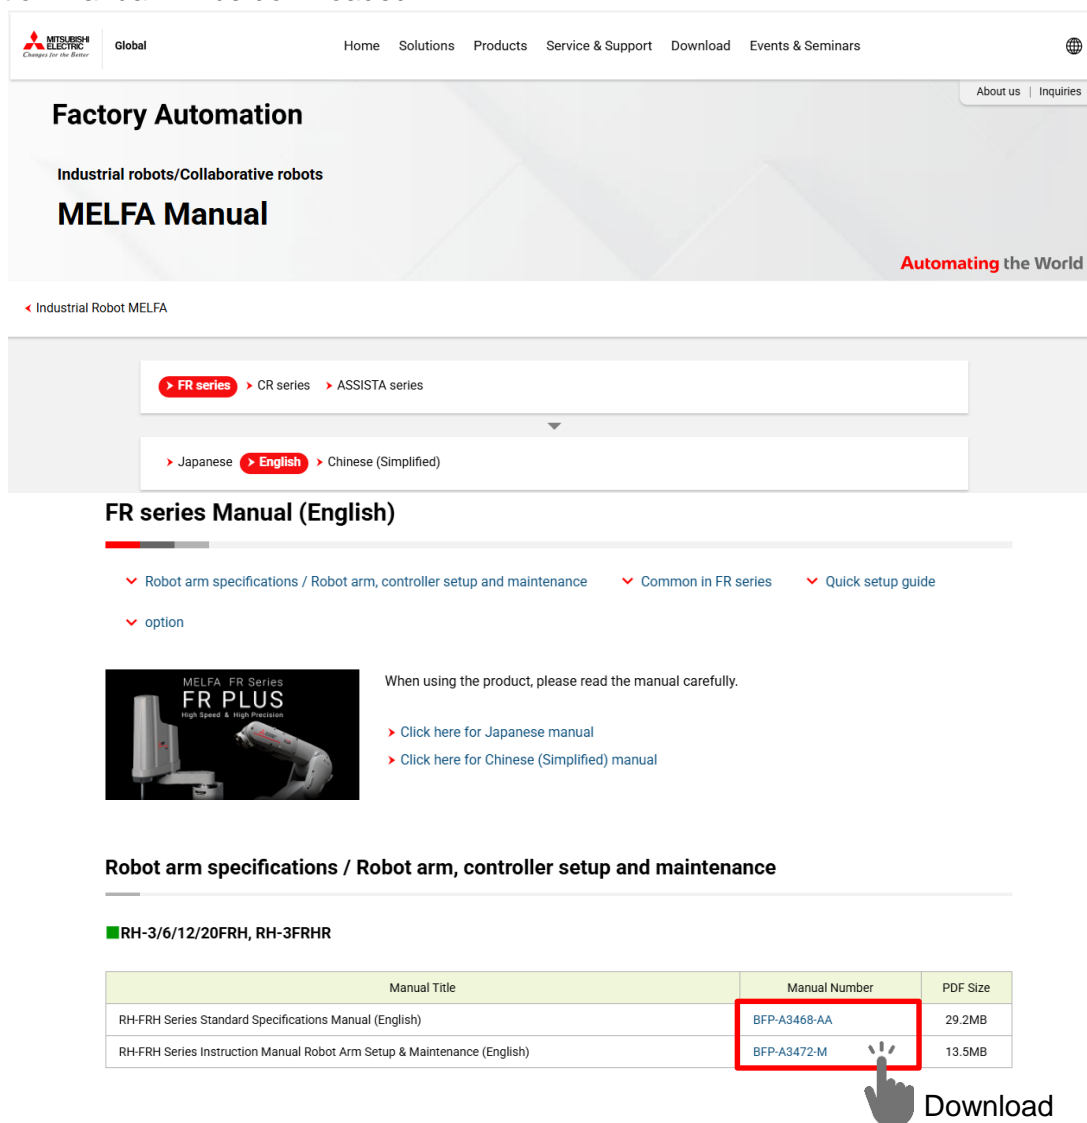 MITSUBISHI
ELECTRIC
Changes for the Better
Global
Home Solutions Products Service & Support Download Events & Seminars
About us | Inquiries
Factory Automation
Industrial robots/Collaborative robots
MELFA Manual
Automating the World
Industrial Robot MELFA
FR series CR series ASSISTA series
Japanese English Chinese (Simplified)
FR series Manual (English)
Robot arm specifications / Robot arm, controller setup and maintenance Common in FR series Quick setup guide
option
MELFA FR Series
FR PLUS
High Speed & High Precision
When using the product, please read the manual carefully.
Click here for Japanese manual
Click here for Chinese (Simplified) manual
Robot arm specifications / Robot arm, controller setup and maintenance
RH-3/6/12/20FRH, RH-3FRHR
Manual Title Manual Number PDF Size
RH-FRH Series Standard Specifications Manual (English) BFP-A3468-AA 29.2MB
RH-FRH Series Instruction Manual Robot Arm Setup & Maintenance (English) BFP-A3472-M 13.5MB
Download